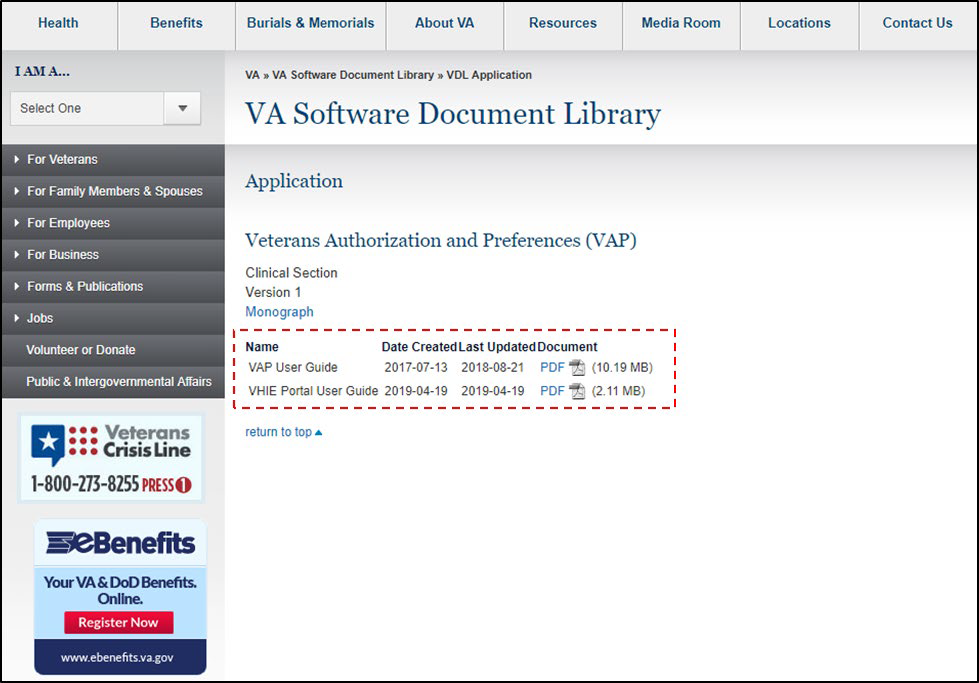 Health Benefits Burials & Memorials About VA Resources Media Room Locations Contact Us
I AM A...
Select One
For Veterans
For Family Members & Spouses
For Employees
For Business
Forms & Publications
Jobs
Volunteer or Donate
Public & Intergovernmental Affairs
Veterans
Crisis Line
1-800-273-8255 PRESS 1
eBenefits
Your VA & DoD Benefits.
Online.
Register Now
www.ebenefits.va.gov
VA » VA Software Document Library » VDL Application
VA Software Document Library
Application
Veterans Authorization and Preferences (VAP)
Clinical Section
Version 1
Monograph
Name Date Created Last Updated Document
VAP User Guide 2017-07-13 2018-08-21 PDF (10.19 MB)
VHIE Portal User Guide 2019-04-19 2019-04-19 PDF (2.11 MB)
return to top